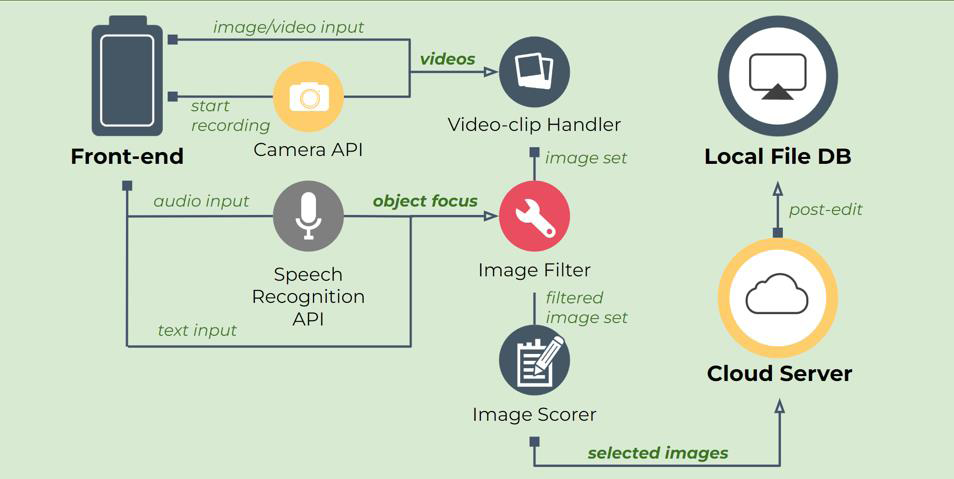 image/video input
videos
start
recording
Video-clip Handler
Camera API
Front-end
image set
Local File DB
audio input
object focus
post-edit
Image Filter
Speech
Recognition
API
filtered
image set
text input
Cloud Server
Image Scorer
selected images